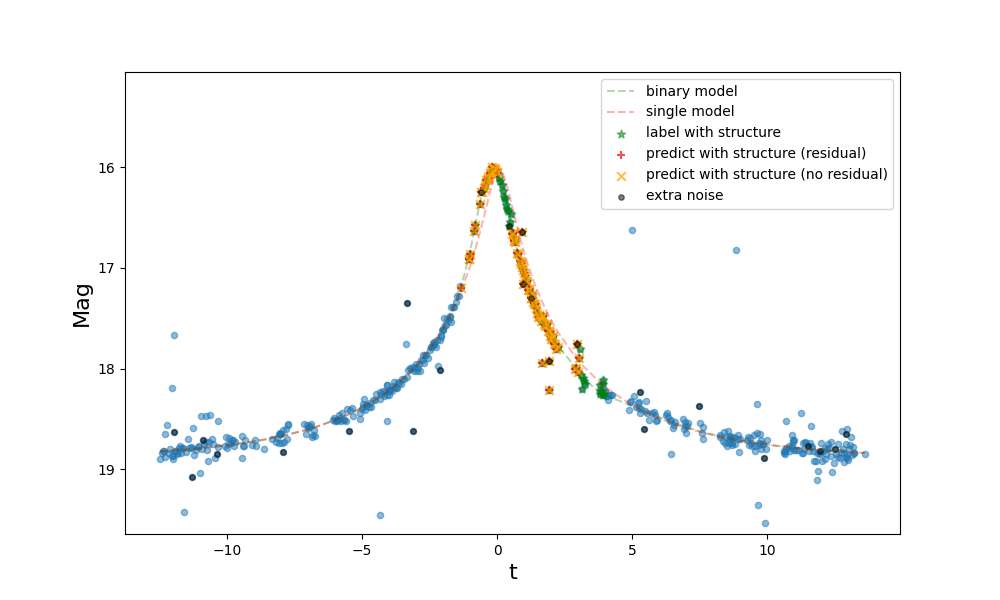 binary model
single model
label with structure
predict with structure (residual)
predict with structure (no residual)
extra noise
16
17
18
19
Mag
−10
−5
0
5
10
t